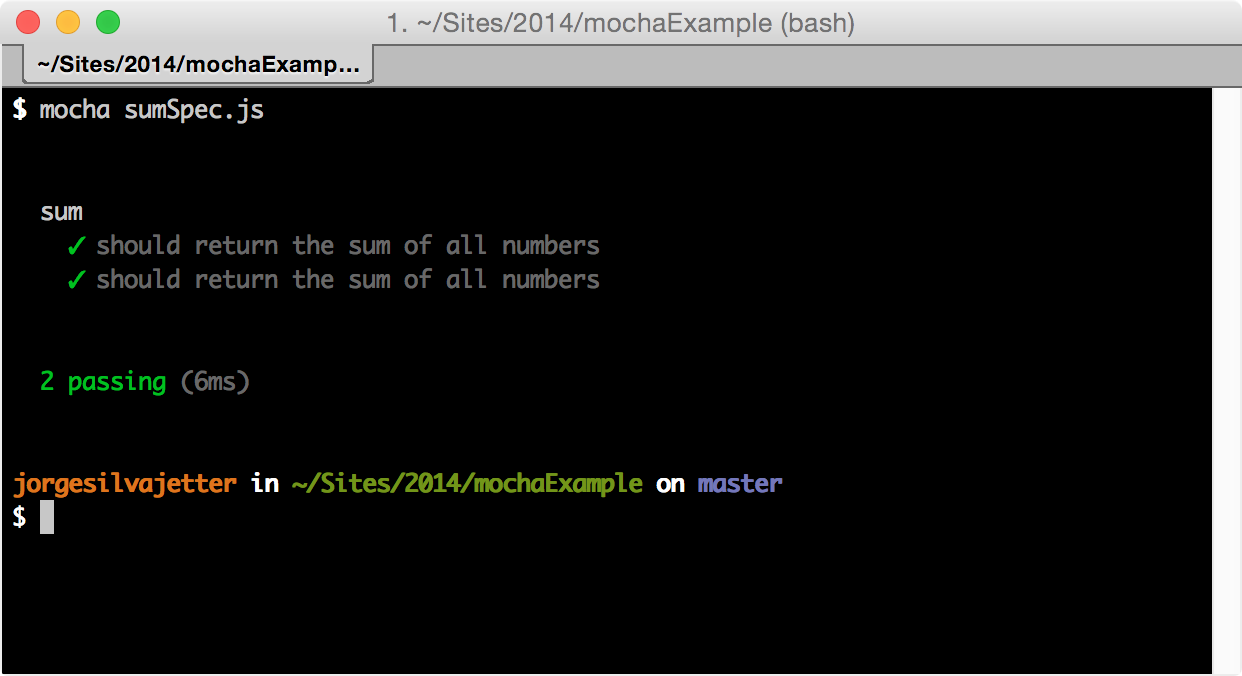 1. ~/Sites/2014/mochaExample (bash)
~/Sites/2014/mochaExamp...
$ mocha sumSpec.js
sum
✓ should return the sum of all numbers
✓ should return the sum of all numbers
2 passing (6ms)
jorgesilvajetter in ~/Sites/2014/mochaExample on master
$